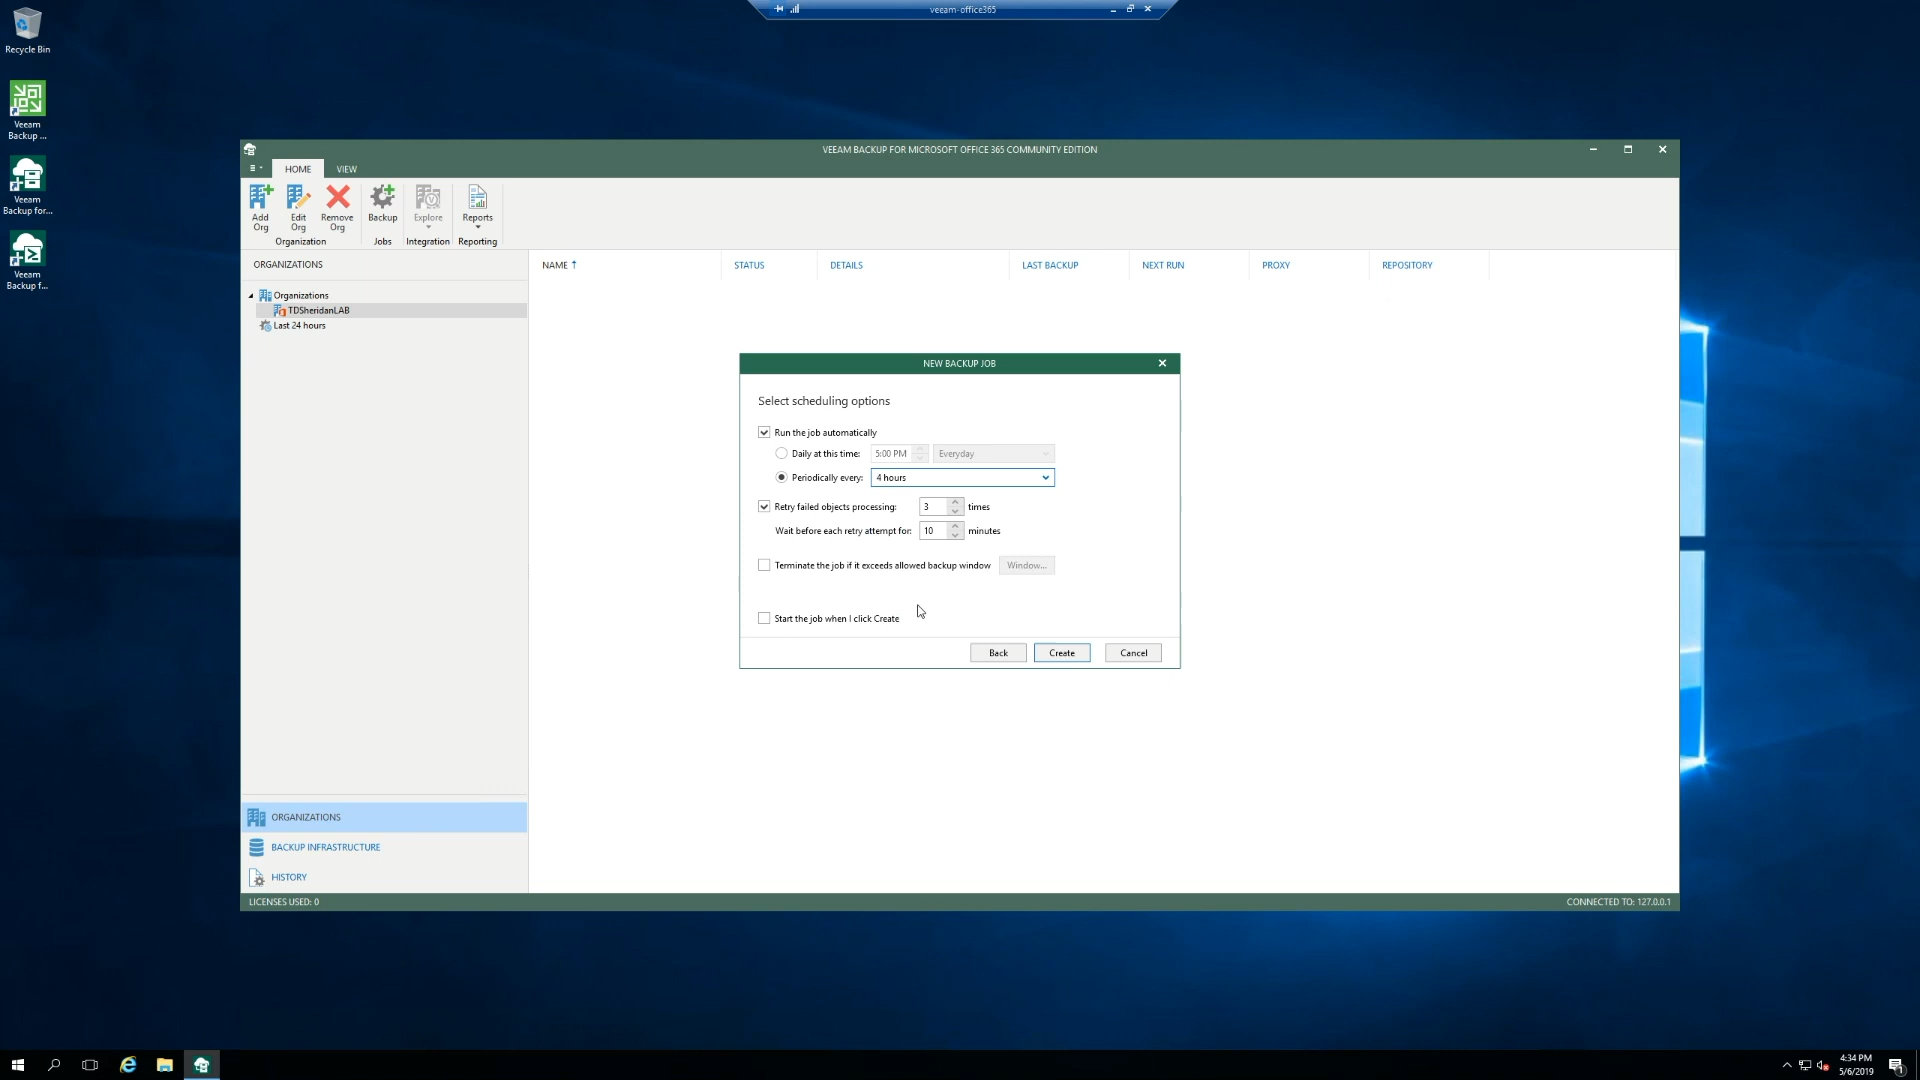 veeam-office365
Recycle Bin
Veeam
Backup ...
Veeam
Backup for...
Veeam
Backup f...
VEEAM BACKUP FOR MICROSOFT OFFICE 365 COMMUNITY EDITION
HOME VIEW
Add Org
Edit Org
Remove Org
Backup
Explore
Reports
Organization Jobs Integration Reporting
ORGANIZATIONS
NAME STATUS DETAILS LAST BACKUP NEXT RUN PROXY REPOSITORY
Organizations
TDSheridanLAB
Last 24 hours
NEW BACKUP JOB
Select scheduling options
Run the job automatically
Daily at this time: 5:00 PM Everyday
Periodically every: 4 hours
Retry failed objects processing: 3 times
Wait before each retry attempt for: 10 minutes
Terminate the job if it exceeds allowed backup window Window...
Start the job when I click Create
Back Create Cancel
ORGANIZATIONS
BACKUP INFRASTRUCTURE
HISTORY
LICENSES USED: 0
CONNECTED TO: 127.0.0.1
4:34 PM
5/6/2019
1